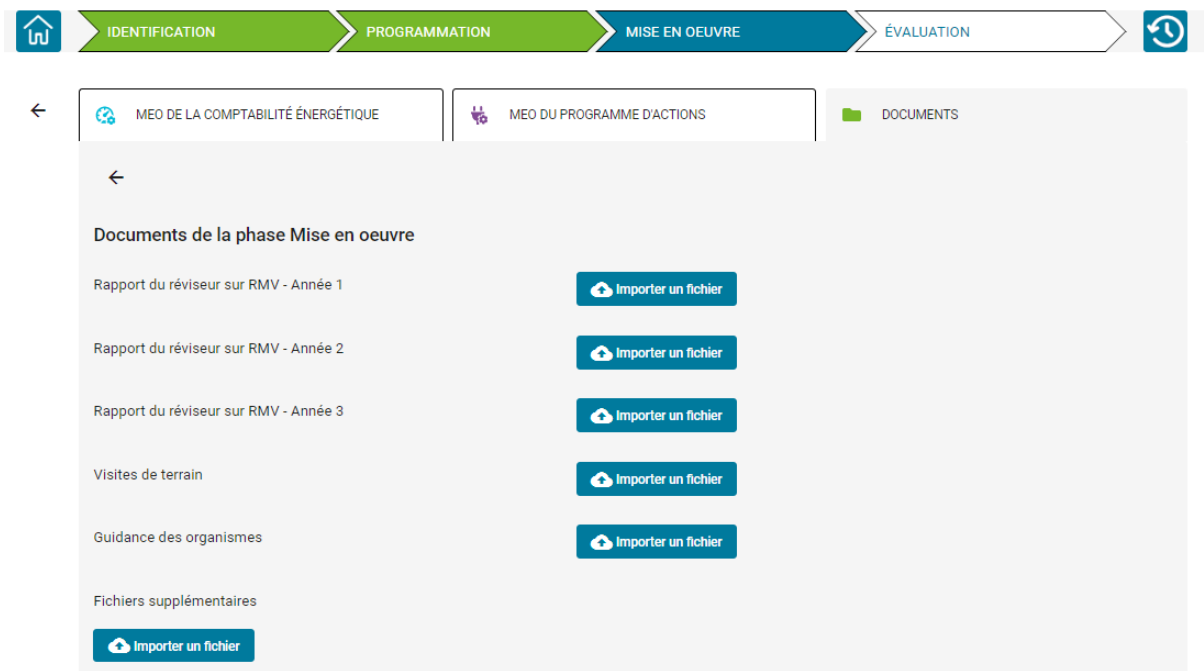 IDENTIFICATION
PROGRAMMATION
MISE EN OEUVRE
ÉVALUATION
MEO DE LA COMPTABILITÉ ÉNERGÉTIQUE
MEO DU PROGRAMME D'ACTIONS
DOCUMENTS
Documents de la phase Mise en oeuvre
Rapport du réviseur sur RMV - Année 1
Importer un fichier
Rapport du réviseur sur RMV - Année 2
Importer un fichier
Rapport du réviseur sur RMV - Année 3
Importer un fichier
Visites de terrain
Importer un fichier
Guidance des organismes
Importer un fichier
Fichiers supplémentaires
Importer un fichier